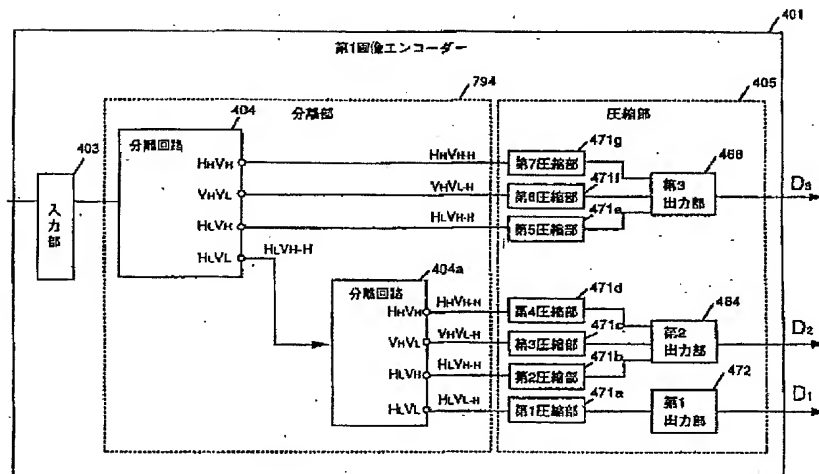 401
第1画像エンコーダー
794
405
分離部
圧縮部
404
分離回路
403
入力部
HHVH
VHVL
HLVH
HLVL
HHVH-H
VHVL-H
HLVH-H
HLVH-H
第7圧縮部
471g
第6圧縮部
471f
第5圧縮部
471e
468
第3
出力部
D3
404a
分離回路
HHVH
VHVL
HLVH
HLVL
HHVH-H
VHVL-H
HLVH-H
HLVL-H
第4圧縮部
471d
第3圧縮部
471c
第2圧縮部
471b
第1圧縮部
471a
464
第2
出力部
D2
472
第1
出力部
D1